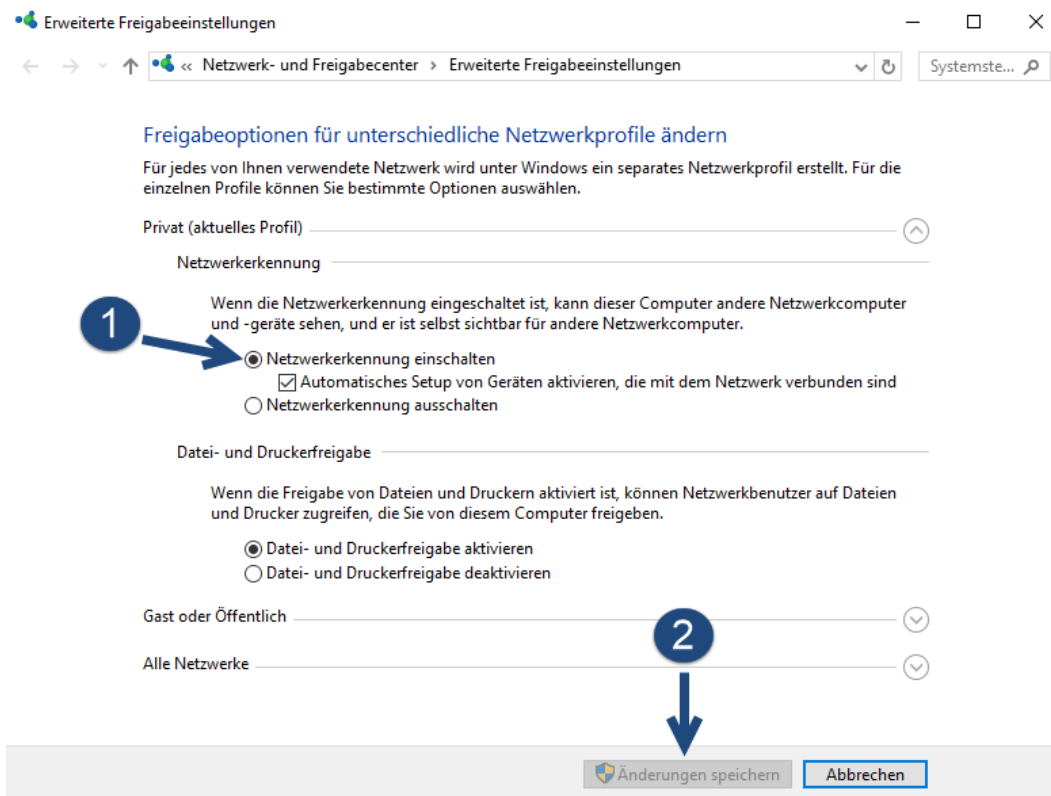 Erweiterte Freigabeeinstellungen
« Netzwerk- und Freigabecenter › Erweiterte Freigabeeinstellungen Systemste...
Freigabeoptionen für unterschiedliche Netzwerkprofile ändern
Für jedes von Ihnen verwendete Netzwerk wird unter Windows ein separates Netzwerkprofil erstellt. Für die
einzelnen Profile können Sie bestimmte Optionen auswählen.
Privat (aktuelles Profil)
Netzwerkerkennung
Wenn die Netzwerkerkennung eingeschaltet ist, kann dieser Computer andere Netzwerkcomputer
und -geräte sehen, und er ist selbst sichtbar für andere Netzwerkcomputer.
1
Netzwerkerkennung einschalten
Automatisches Setup von Geräten aktivieren, die mit dem Netzwerk verbunden sind
Netzwerkerkennung ausschalten
Datei- und Druckerfreigabe
Wenn die Freigabe von Dateien und Druckern aktiviert ist, können Netzwerkbenutzer auf Dateien
und Drucker zugreifen, die Sie von diesem Computer freigeben.
Datei- und Druckerfreigabe aktivieren
Datei- und Druckerfreigabe deaktivieren
Gast oder Öffentlich
2
Alle Netzwerke
Änderungen speichern Abbrechen